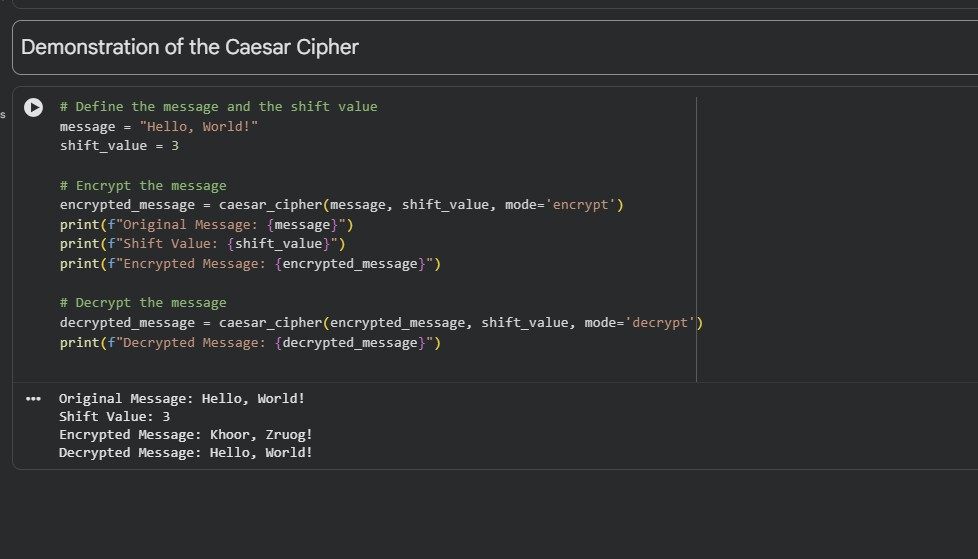 Demonstration of the Caesar Cipher
s
# Define the message and the shift value
message = "Hello, World!"
shift_value = 3
# Encrypt the message
encrypted_message = caesar_cipher(message, shift_value, mode='encrypt')
print(f"Original Message: {message}")
print(f"Shift Value: {shift_value}")
print(f"Encrypted Message: {encrypted_message}")
# Decrypt the message
decrypted_message = caesar_cipher(encrypted_message, shift_value, mode='decrypt')
print(f"Decrypted Message: {decrypted_message}")
Original Message: Hello, World!
Shift Value: 3
Encrypted Message: Khoor, Zruog!
Decrypted Message: Hello, World!